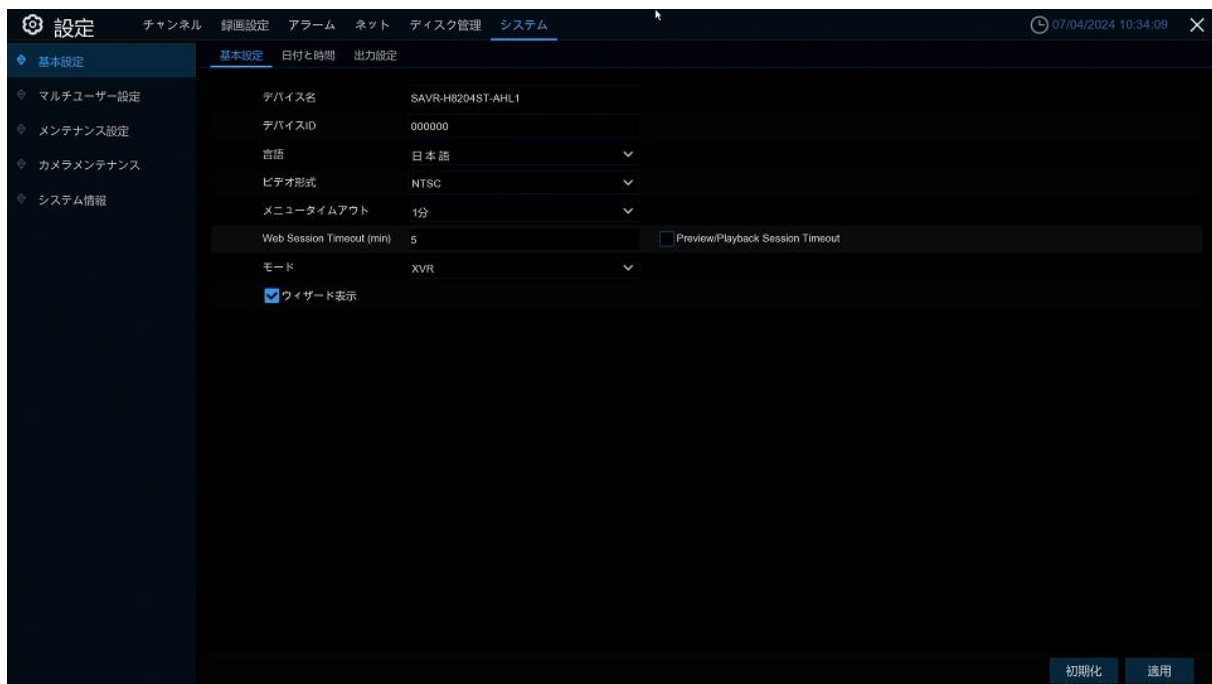 設定 チャンネル 録画設定 アラーム ネット ディスク管理 システム 07/04/2024 10:34:09
基本設定 日付と時間 出力設定
基本設定
マルチユーザー設定
メンテナンス設定
カメラメンテナンス
システム情報
デバイス名 SAVR-H8204ST-AHL1
デバイスID 000000
言語 日本語
ビデオ形式 NTSC
メニュータイムアウト 1分
Web Session Timeout (min) 5 Preview/Playback Session Timeout
モード XVR
ウィザード表示
初期化 適用